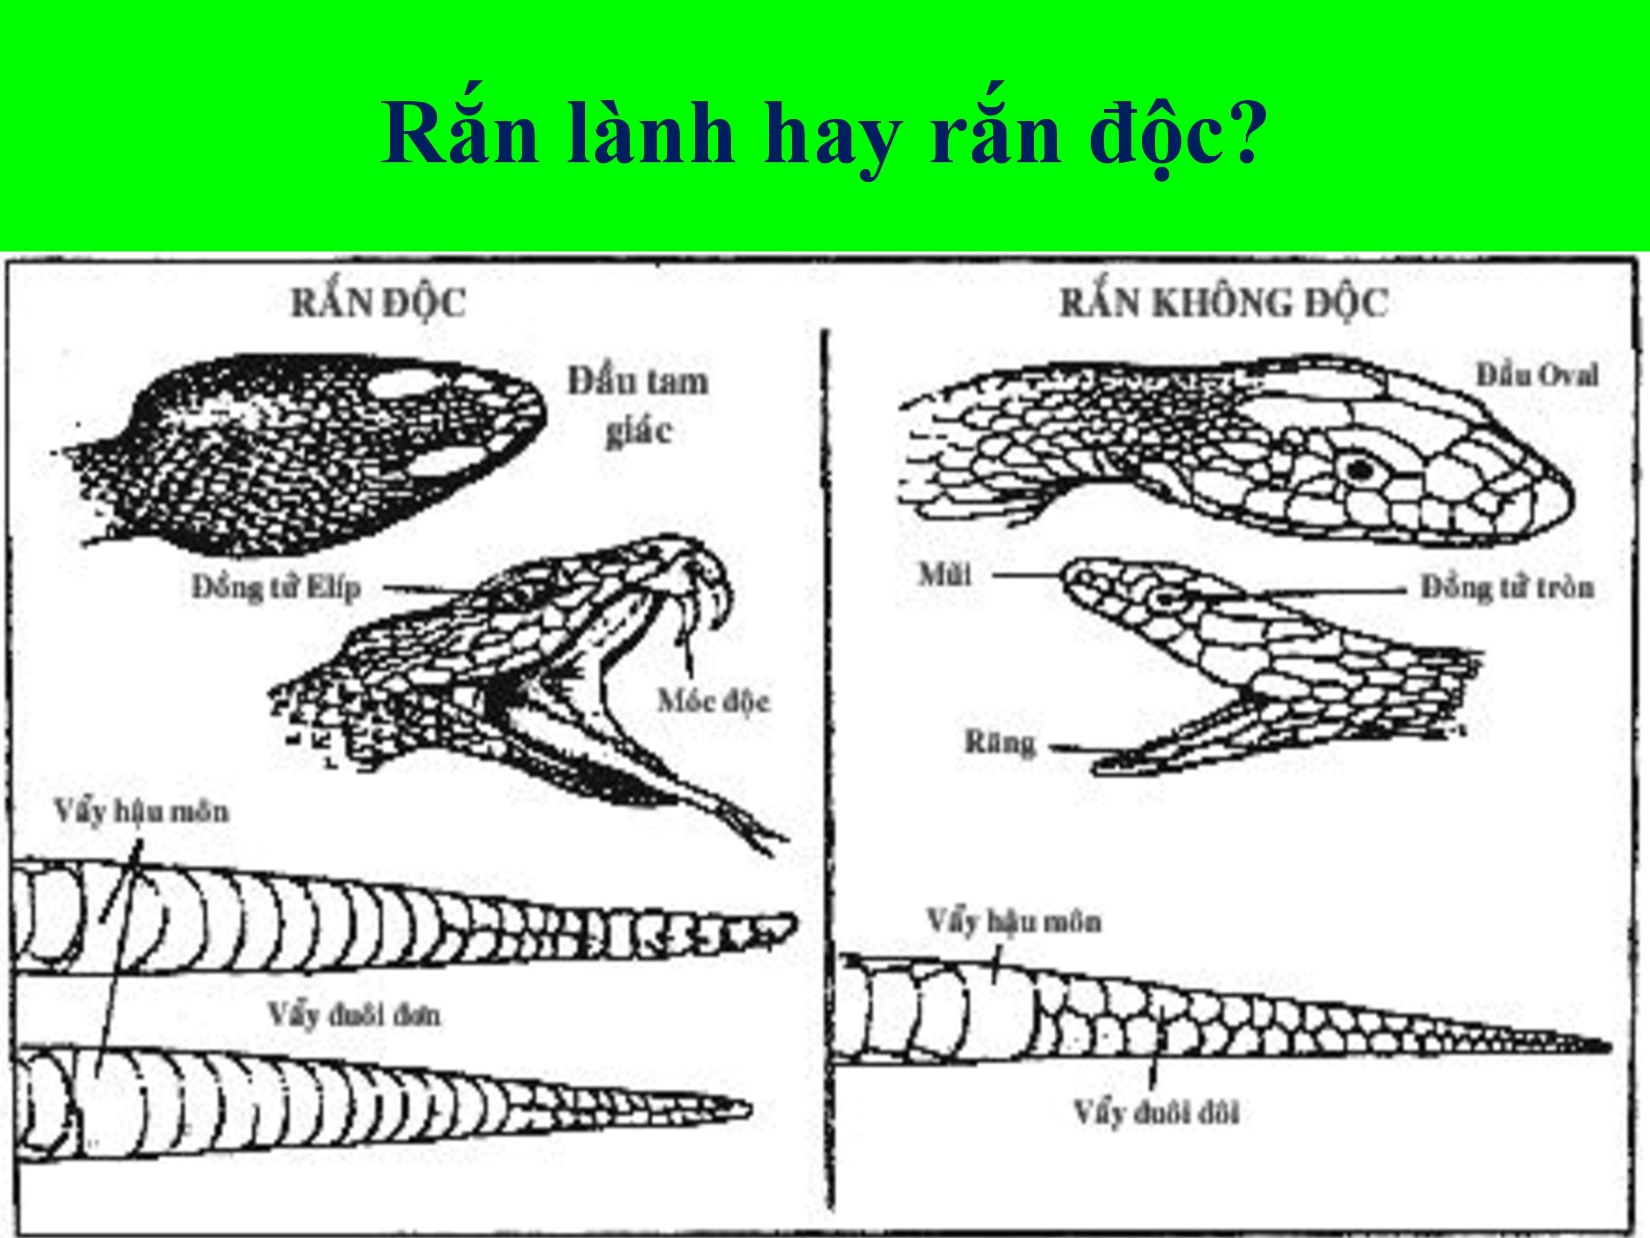 Rắn lành hay rắn độc?
RẮN ĐỘC
Đầu tam
giác
Đồng tử Elíp
Móc độc
Vẩy hậu môn
Vẩy đuôi đơn
RẮN KHÔNG ĐỘC
Đầu Oval
Mũi
Đồng tử tròn
Răng
Vẩy hậu môn
Vẩy đuôi đôi